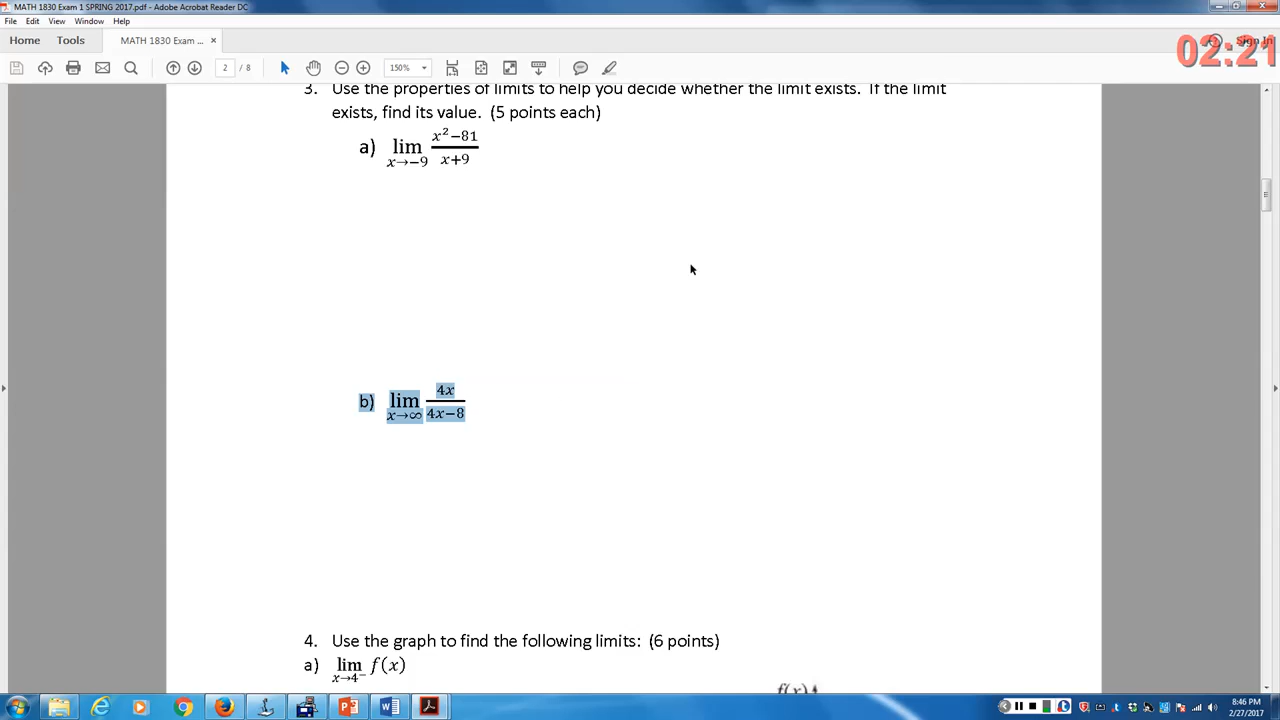 MATH 1830 Exam 1 SPRING 2017.pdf - Adobe Acrobat Reader DC
File Edit View Window Help
Home Tools MATH 1830 Exam ... × Sign In
02:21
2 / 8 150%
3. Use the properties of limits to help you decide whether the limit exists. If the limit
exists, find its value. (5 points each)
a) lim x→−9 x²−81 / x+9
b) lim x→∞ 4x / 4x−8
4. Use the graph to find the following limits: (6 points)
a) lim x→4⁻ f(x)
f(x)
8:46 PM
2/27/2017